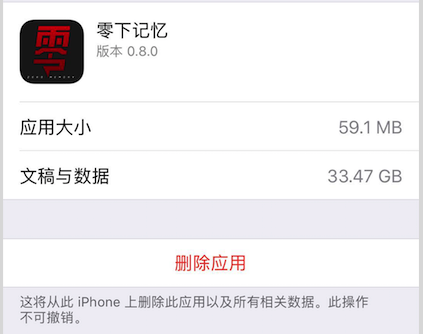 零
ZERO MEMORY
零下记忆
版本 0.8.0
应用大小 59.1 MB
文稿与数据 33.47 GB
删除应用
这将从此 iPhone 上删除此应用以及所有相关数据。此操作
不可撤销。